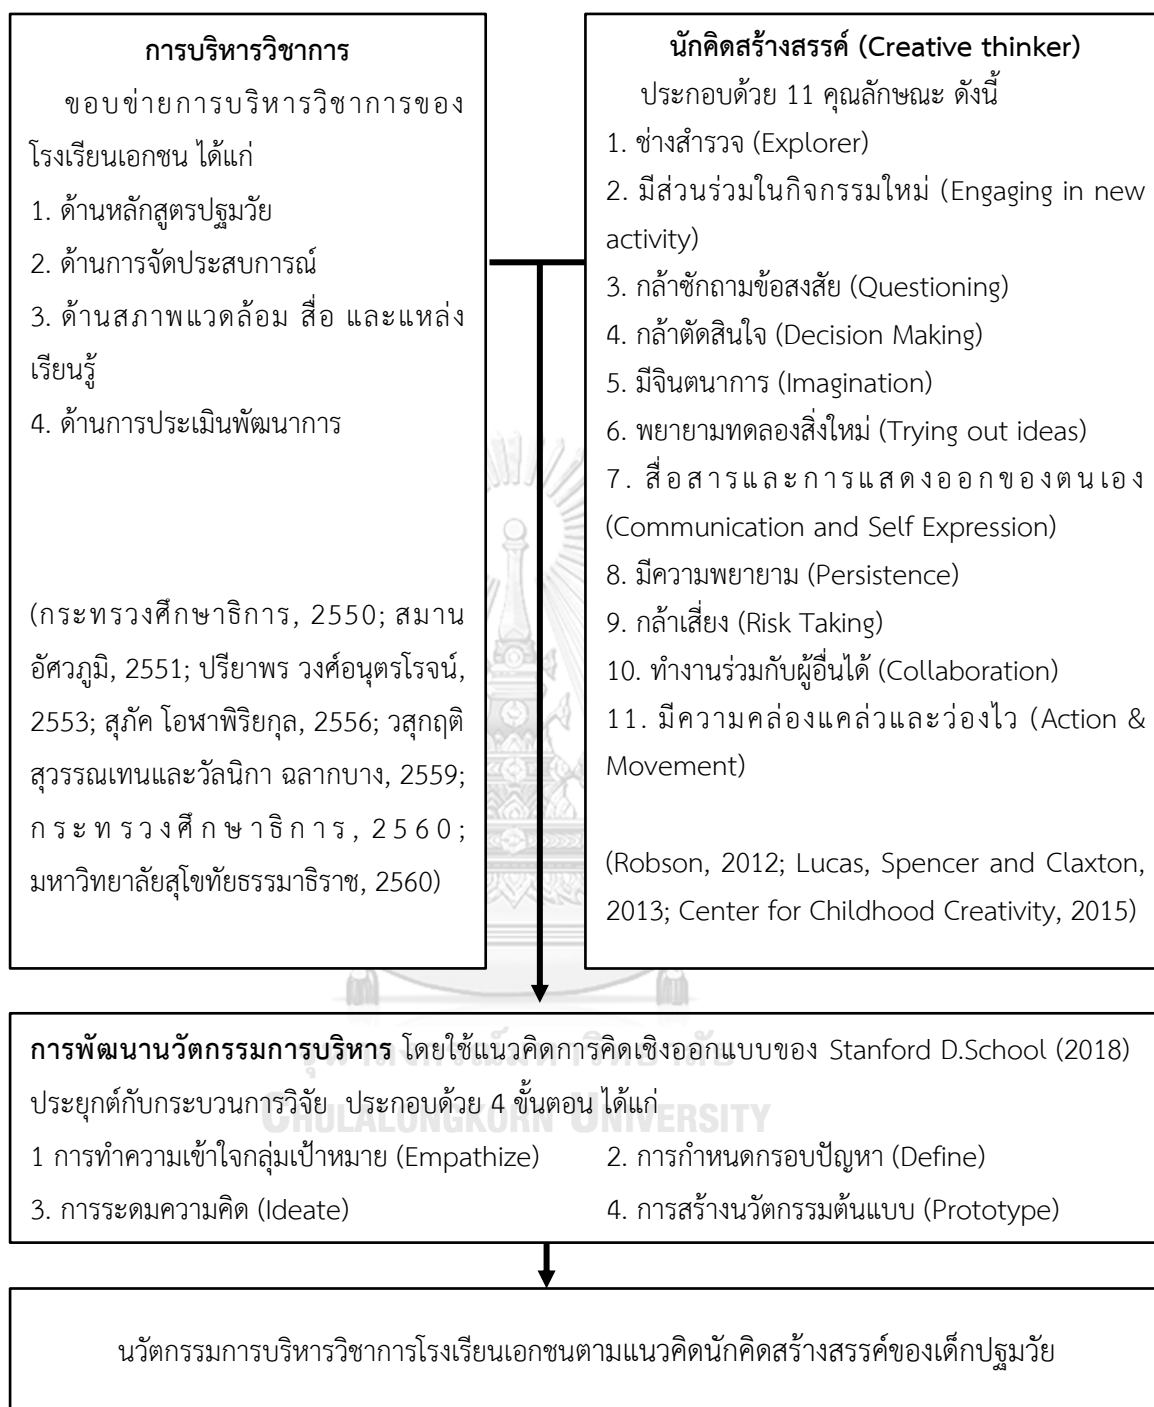 การบริหารวิชาการ
ขอบข่ายการบริหารวิชาการของ
โรงเรียนเอกชน ได้แก่
1. ด้านหลักสูตรปฐมวัย
2. ด้านการจัดประสบการณ์
3. ด้านสภาพแวดล้อม สื่อ และแหล่ง
เรียนรู้
4. ด้านการประเมินพัฒนาการ
(กระทรวงศึกษาธิการ, 2550; สมาน
อัศวภูมิ, 2551; ปรียาพร วงศ์อนุตรโรจน์,
2553; สุภัค โอฬาพิริยกุล, 2556; วสุกฤติ
สุวรรณเทนและวัลนิกา ฉลากบาง, 2559;
กระทรวงศึกษาธิการ, 2560;
มหาวิทยาลัยสุโขทัยธรรมาธิราช, 2560)
นักคิดสร้างสรรค์ (Creative thinker)
ประกอบด้วย 11 คุณลักษณะ ดังนี้
1. ช่างสำรวจ (Explorer)
2. มีส่วนร่วมในกิจกรรมใหม่ (Engaging in new
activity)
3. กล้าซักถามข้อสงสัย (Questioning)
4. กล้าตัดสินใจ (Decision Making)
5. มีจินตนาการ (Imagination)
6. พยายามทดลองสิ่งใหม่ (Trying out ideas)
7. สื่อสารและการแสดงออกของตนเอง
(Communication and Self Expression)
8. มีความพยายาม (Persistence)
9. กล้าเสี่ยง (Risk Taking)
10. ทำงานร่วมกับผู้อื่นได้ (Collaboration)
11. มีความคล่องแคล่วและว่องไว (Action &
Movement)
(Robson, 2012; Lucas, Spencer and Claxton,
2013; Center for Childhood Creativity, 2015)
การพัฒนานวัตกรรมการบริหาร โดยใช้แนวคิดการคิดเชิงออกแบบของ Stanford D.School (2018)
จุฬาลงกรณ์มหาวิทยาลัย
ประยุกต์กับกระบวนการวิจัย ประกอบด้วย 4 ขั้นตอน ได้แก่
CHULALONGKORN UNIVERSITY
1 การทำความเข้าใจกลุ่มเป้าหมาย (Empathize) 2. การกำหนดกรอบปัญหา (Define)
3. การระดมความคิด (Ideate) 4. การสร้างนวัตกรรมต้นแบบ (Prototype)
นวัตกรรมการบริหารวิชาการโรงเรียนเอกชนตามแนวคิดนักคิดสร้างสรรค์ของเด็กปฐมวัย